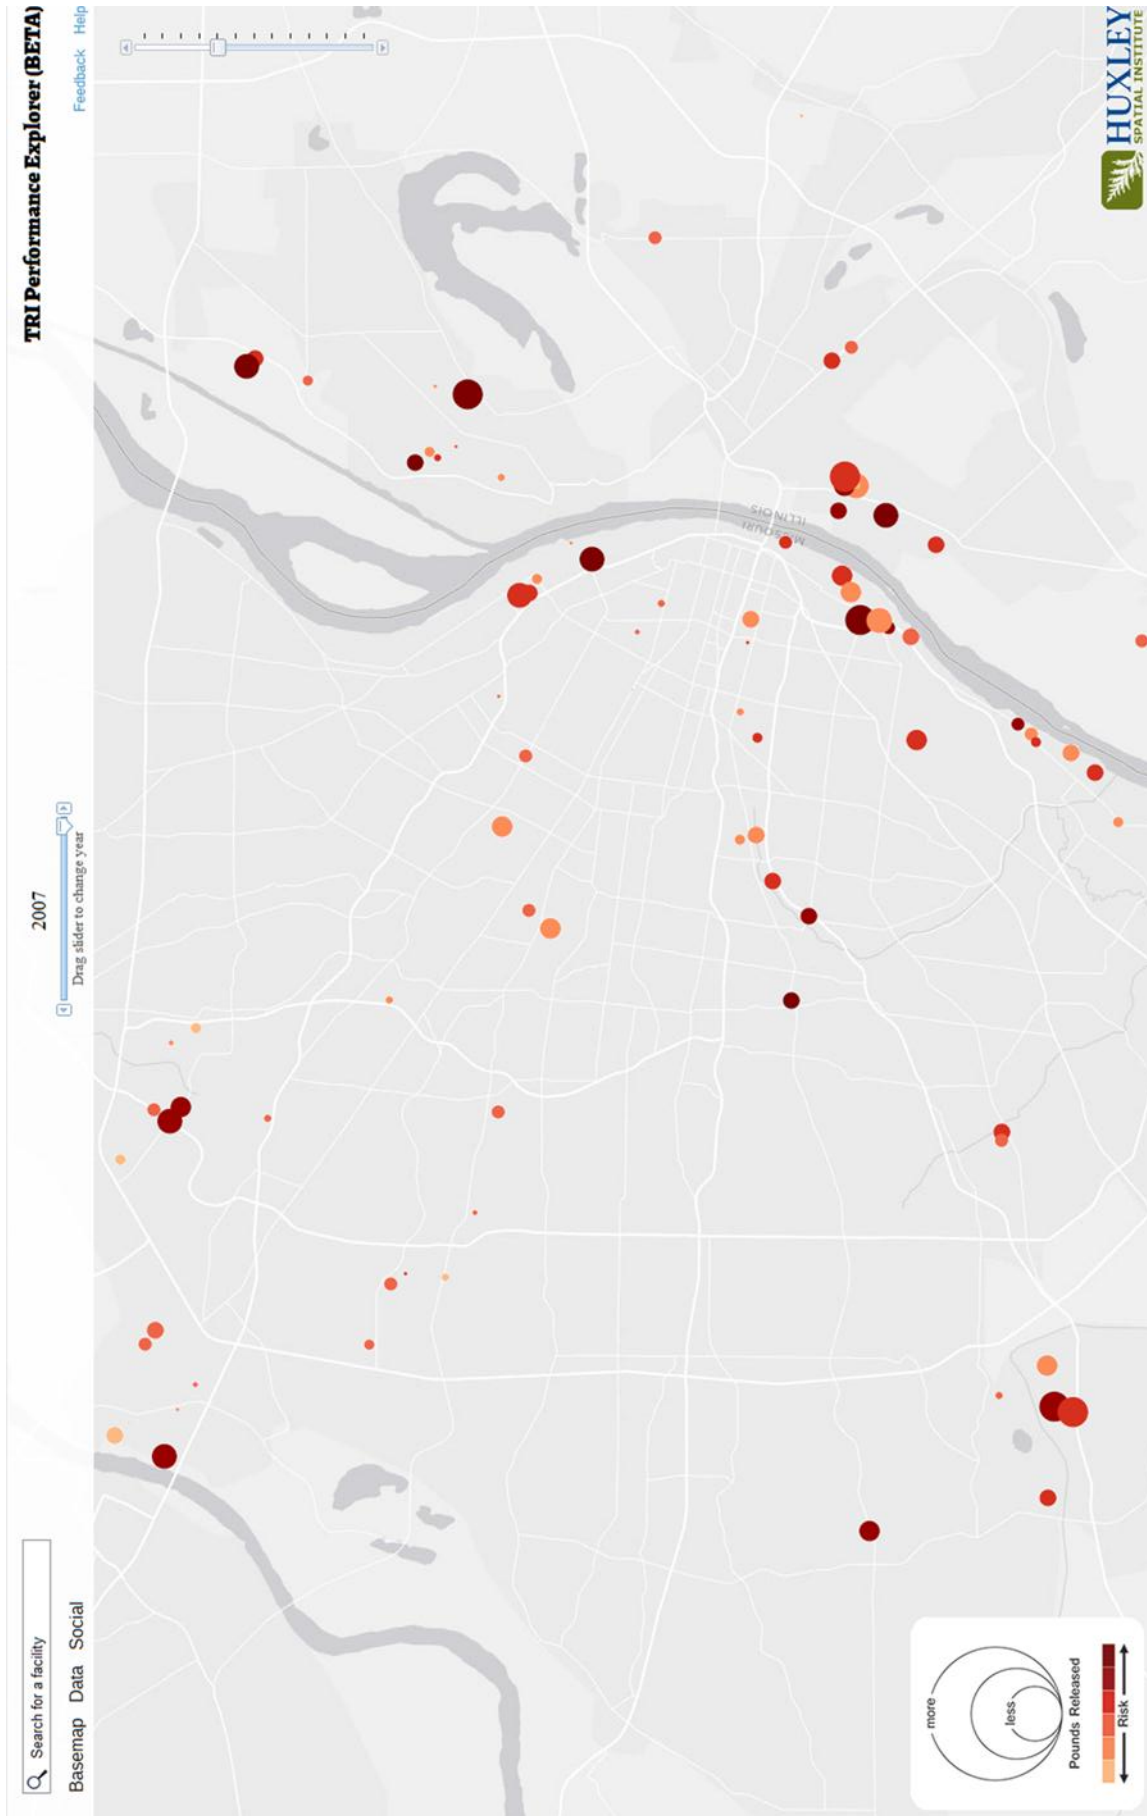 TRI Performance Explorer (BETA)
Search for a facility
2007
Basemap Data Social
Drag slider to change year
Feedback Help
MISSOURI
ILLINOIS
more
less
Pounds Released
Risk
HUXLEY
SPATIAL INSTITUTE